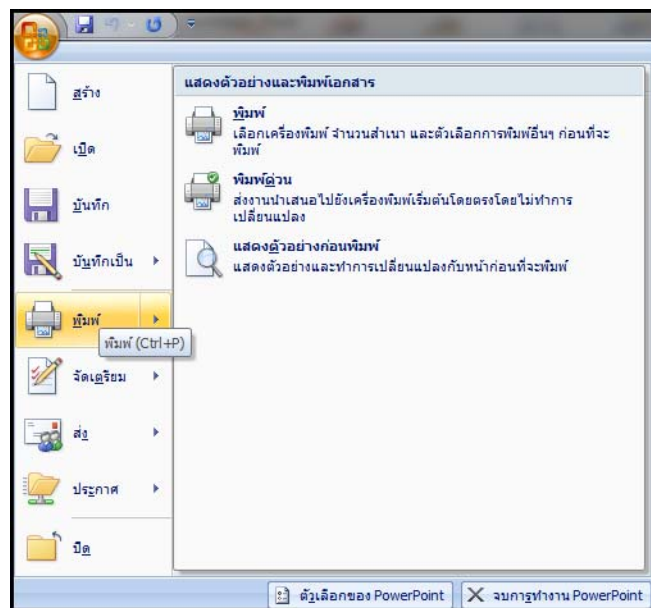 สร้าง
เปิด
บันทึก
บันทึกเป็น
พิมพ์
พิมพ์ (Ctrl+P)
จัดเตรียม
ส่ง
ประกาศ
ปิด
แสดงตัวอย่างและพิมพ์เอกสาร
พิมพ์
เลือกเครื่องพิมพ์ จำนวนสำเนา และตัวเลือกการพิมพ์อื่นๆ ก่อนที่จะ
พิมพ์
พิมพ์ด่วน
ส่งงานนำเสนอไปยังเครื่องพิมพ์เริ่มต้นโดยตรงโดยไม่ทำการ
เปลี่ยนแปลง
แสดงตัวอย่างก่อนพิมพ์
แสดงตัวอย่างและทำการเปลี่ยนแปลงกับหน้าก่อนที่จะพิมพ์
ตัวเลือกของ PowerPoint
จบการทำงาน PowerPoint